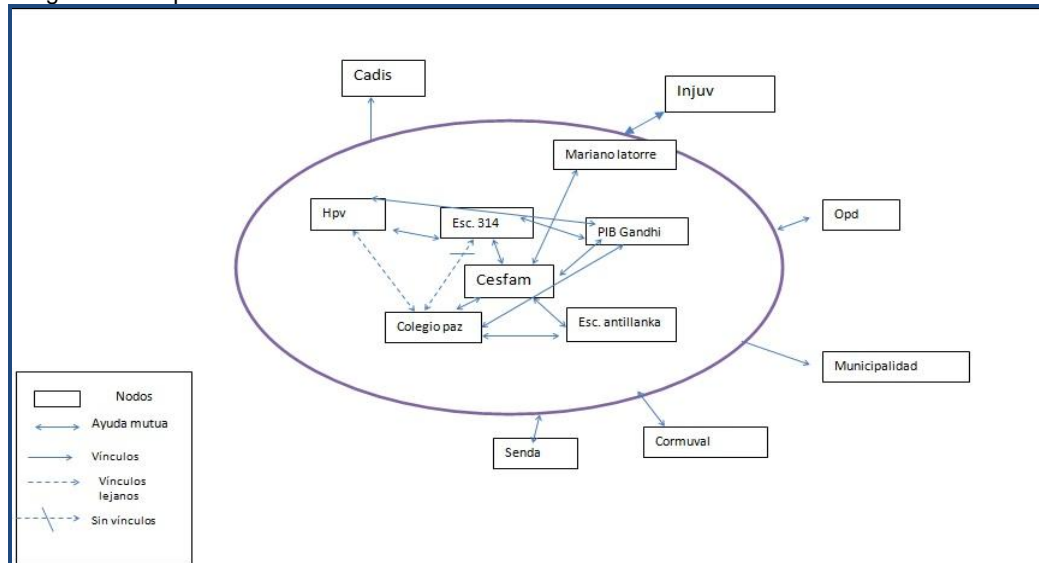 Cadis
Injuv
Mariano latorre
Hpv
Esc. 314
PIB Gandhi
Opd
Cesfam
Colegio paz
Esc. antillanka
Municipalidad
Cormuval
Senda
Nodos
Ayuda mutua
Vínculos
Vínculos
lejanos
Sin vínculos